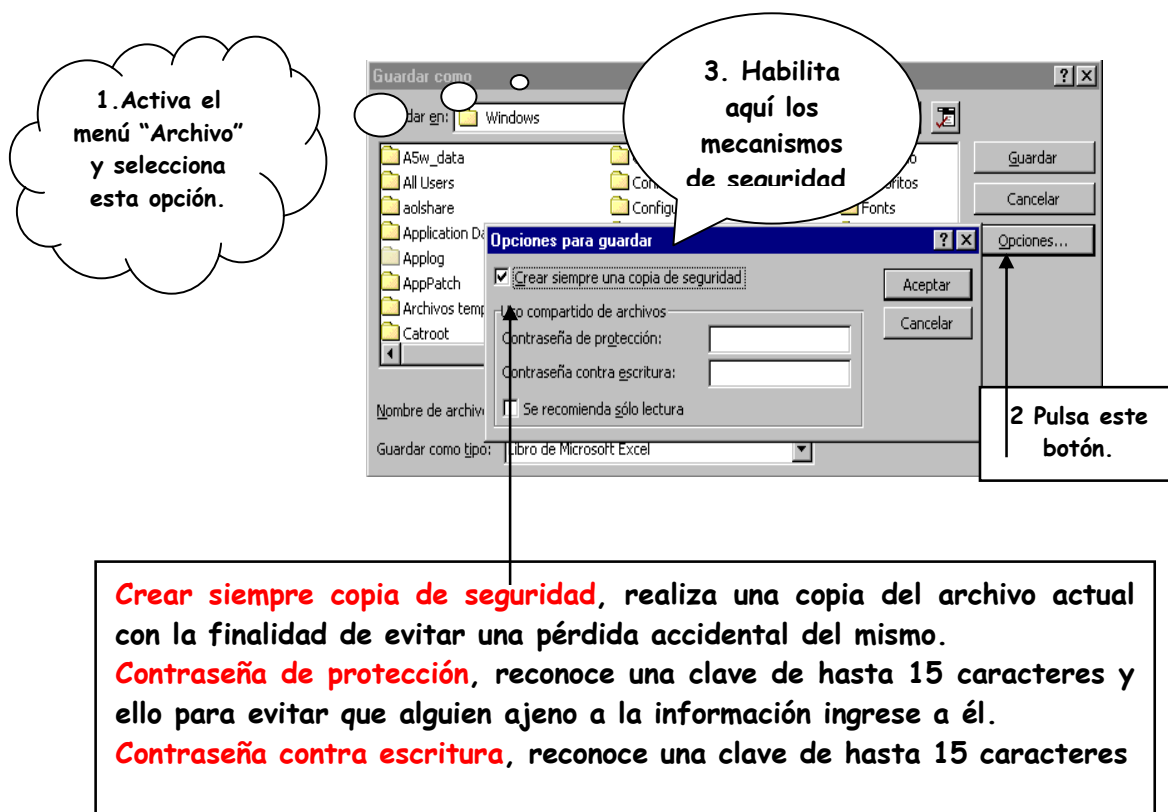 1.Activa el
menú “Archivo”
y selecciona
esta opción.
Guardar como
3. Habilita
aquí los
mecanismos
de seguridad
en:
Windows
A5w_data
All Users
aolshare
Applog
AppPatch
Archivos
Catroot
Fonts
Guardar
Cancelar
Opciones...
Opciones para guardar
Crear siempre una copia de seguridad
Aceptar
Cancelar
compartido de archivos
Contraseña de protección:
Contraseña contra escritura:
Se recomienda sólo lectura
Nombre de
Guardar como tipo:
Libro de Microsoft Excel
2 Pulsa este
botón.
Crear siempre copia de seguridad, realiza una copia del archivo actual
con la finalidad de evitar una pérdida accidental del mismo.
Contraseña de protección, reconoce una clave de hasta 15 caracteres y
ello para evitar que alguien ajeno a la información ingrese a él.
Contraseña contra escritura, reconoce una clave de hasta 15 caracteres